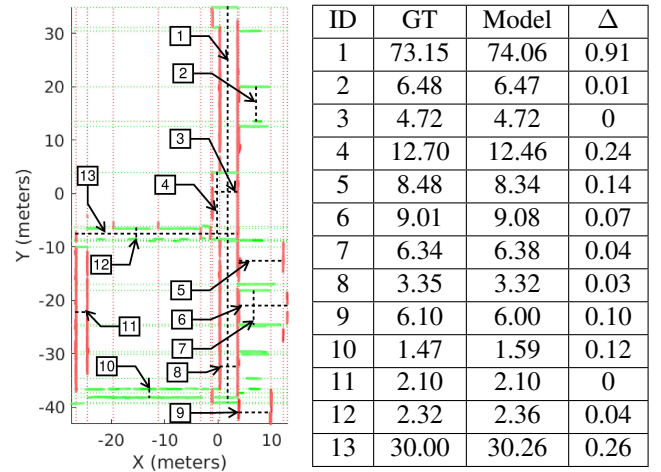 30
20
10
0
-10
-20
-30
-40
Y (meters)
-20
-10
0
10
X (meters)
1
2
3
4
13
12
5
6
11
7
10
8
9
ID GT Model Δ
1 73.15 74.06 0.91
2 6.48 6.47 0.01
3 4.72 4.72 0
4 12.70 12.46 0.24
5 8.48 8.34 0.14
6 9.01 9.08 0.07
7 6.34 6.38 0.04
8 3.35 3.32 0.03
9 6.10 6.00 0.10
10 1.47 1.59 0.12
11 2.10 2.10 0
12 2.32 2.36 0.04
13 30.00 30.26 0.26